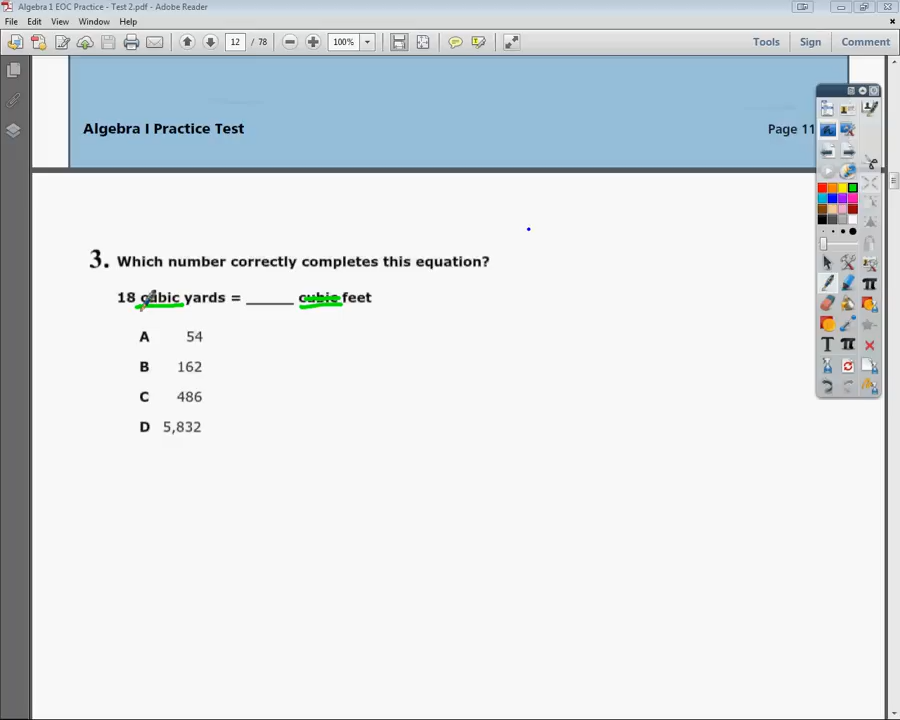 Algebra 1 EOC Practice - Test 2.pdf - Adobe Reader
File Edit View Window Help
12 / 78 100% Tools Sign Comment
Algebra I Practice Test Page 11
3. Which number correctly completes this equation?
18 cubic yards = ______ cubic feet
A 54
B 162
C 486
D 5,832
T